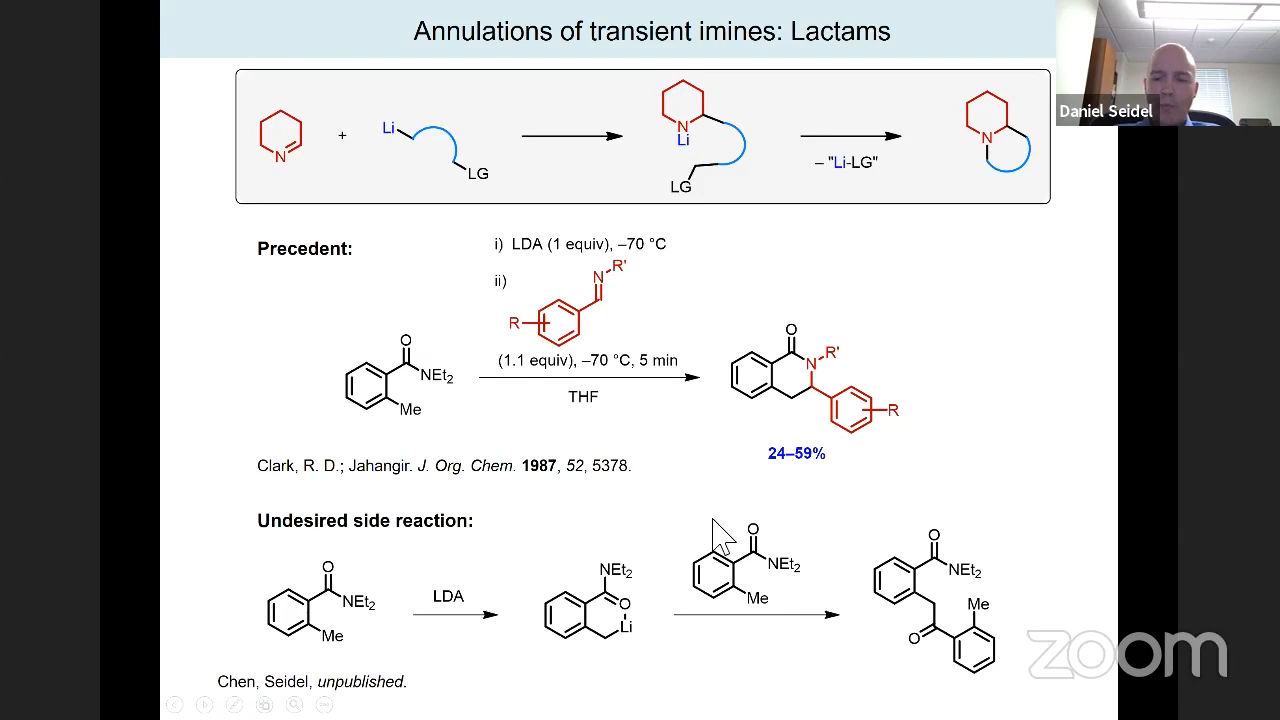 Annulations of transient imines: Lactams
Daniel Seidel
N
+
Li
LG
N
Li
LG
– "Li-LG"
N
Precedent:
i) LDA (1 equiv), –70 °C
ii)
N
R'
R
(1.1 equiv), –70 °C, 5 min
THF
O
NEt2
Me
O
N
R'
R
24–59%
Clark, R. D.; Jahangir. J. Org. Chem. 1987, 52, 5378.
Undesired side reaction:
O
NEt2
Me
LDA
NEt2
O
Li
O
NEt2
Me
O
NEt2
Me
O
zoom
Chen, Seidel, unpublished.